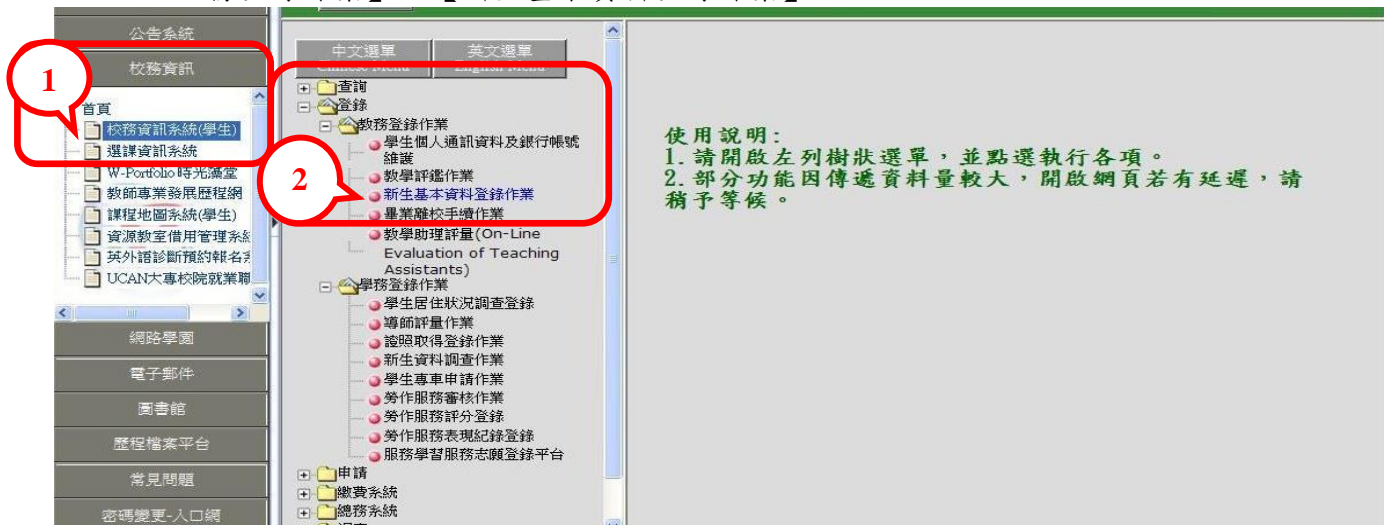 公告系統
校務資訊
1
首頁
校務資訊系統(學生)
選課資訊系統
W-Portfolio時光滿堂
教師專業發展歷程網
課程地圖系統(學生)
資源教室借用管理系統
英外語診斷預約報名
UCAN大專校院就業職
網路學園
電子郵件
圖書館
歷程檔案平台
常見問題
密碼變更-入口網
中文選單
Chinese Menu
英文選單
English Menu
查詢
登錄
教務登錄作業
學生個人通訊資料及銀行帳號
維護
教學評鑑作業
2
新生基本資料登錄作業
畢業離校手續作業
教學助理評量(On-Line
Evaluation of Teaching
Assistants)
學務登錄作業
學生居住狀況調查登錄
導師評量作業
證照取得登錄作業
新生資料調查作業
學生專車申請作業
勞作服務審核作業
勞作服務評分登錄
勞作服務表現紀錄登錄
服務學習服務志願登錄平台
申請
繳費系統
總務系統
使用說明:
1.請開啟左列樹狀選單，並點選執行各項。
2.部分功能因傳遞資料量較大，開啟網頁若有延遲，請
稍予等候。